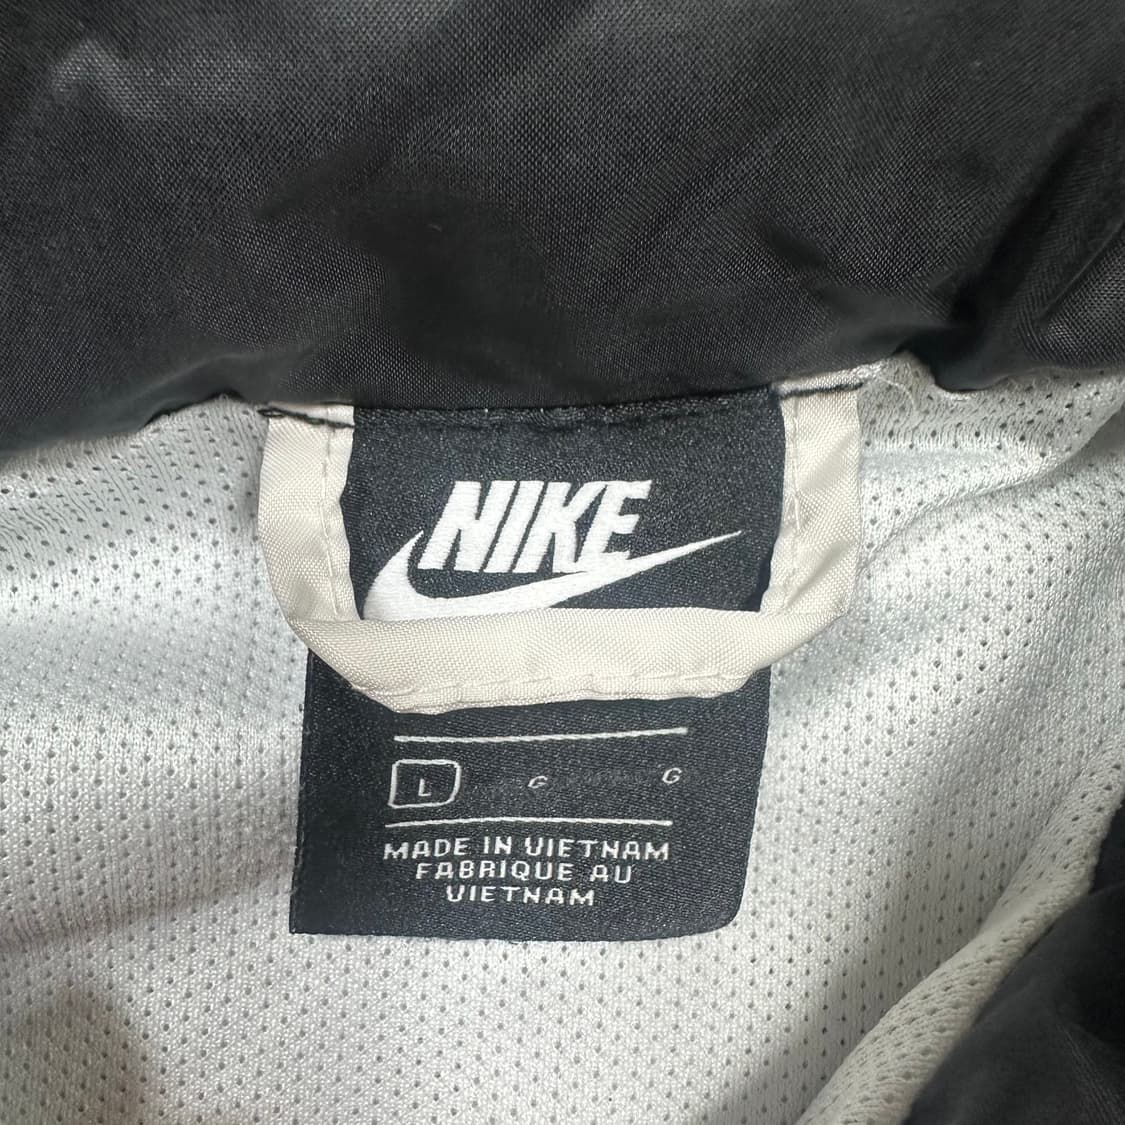 NIKE
L G G
MADE IN VIETNAM
FABRIQUE AU
VIETNAM